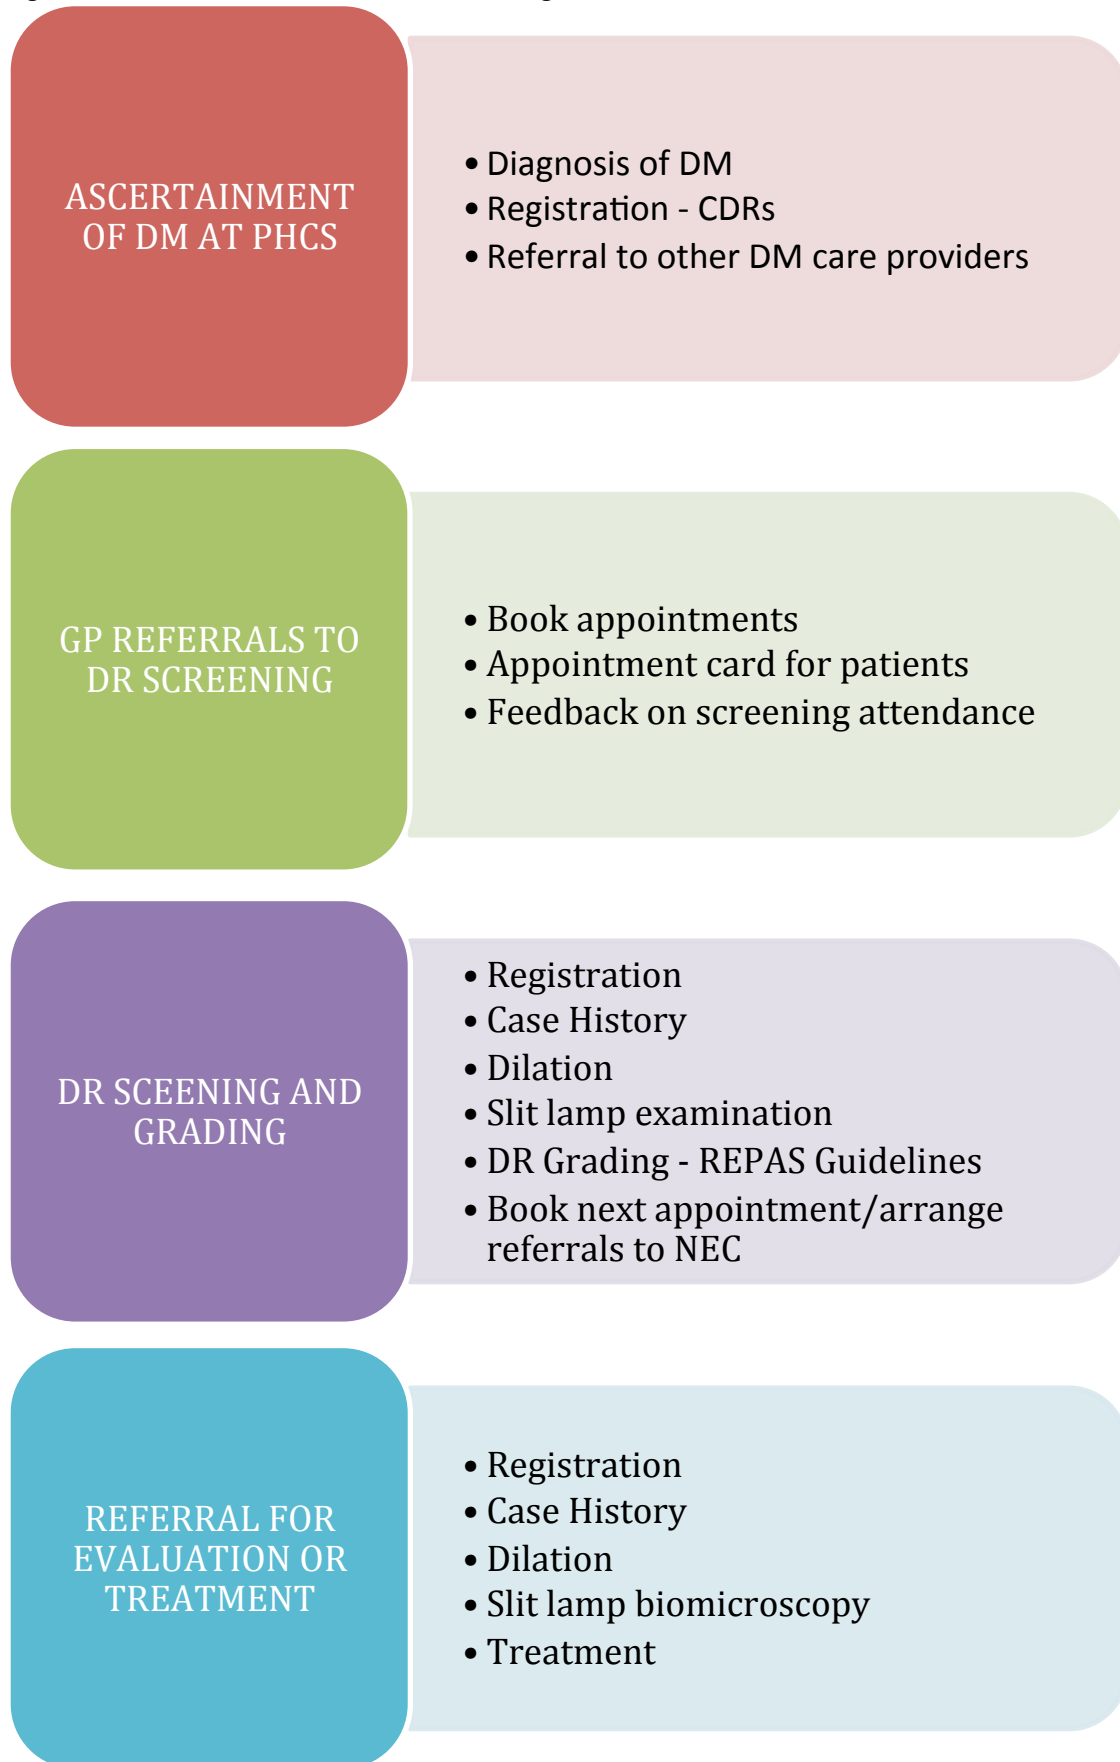 ASCERTAINMENT
OF DM AT PHCS
• Diagnosis of DM
• Registration - CDRs
• Referral to other DM care providers
GP REFERRALS TO
DR SCREENING
• Book appointments
• Appointment card for patients
• Feedback on screening attendance
DR SCEENING AND
GRADING
• Registration
• Case History
• Dilation
• Slit lamp examination
• DR Grading - REPAS Guidelines
• Book next appointment/arrange
referrals to NEC
REFERRAL FOR
EVALUATION OR
TREATMENT
• Registration
• Case History
• Dilation
• Slit lamp biomicroscopy
• Treatment